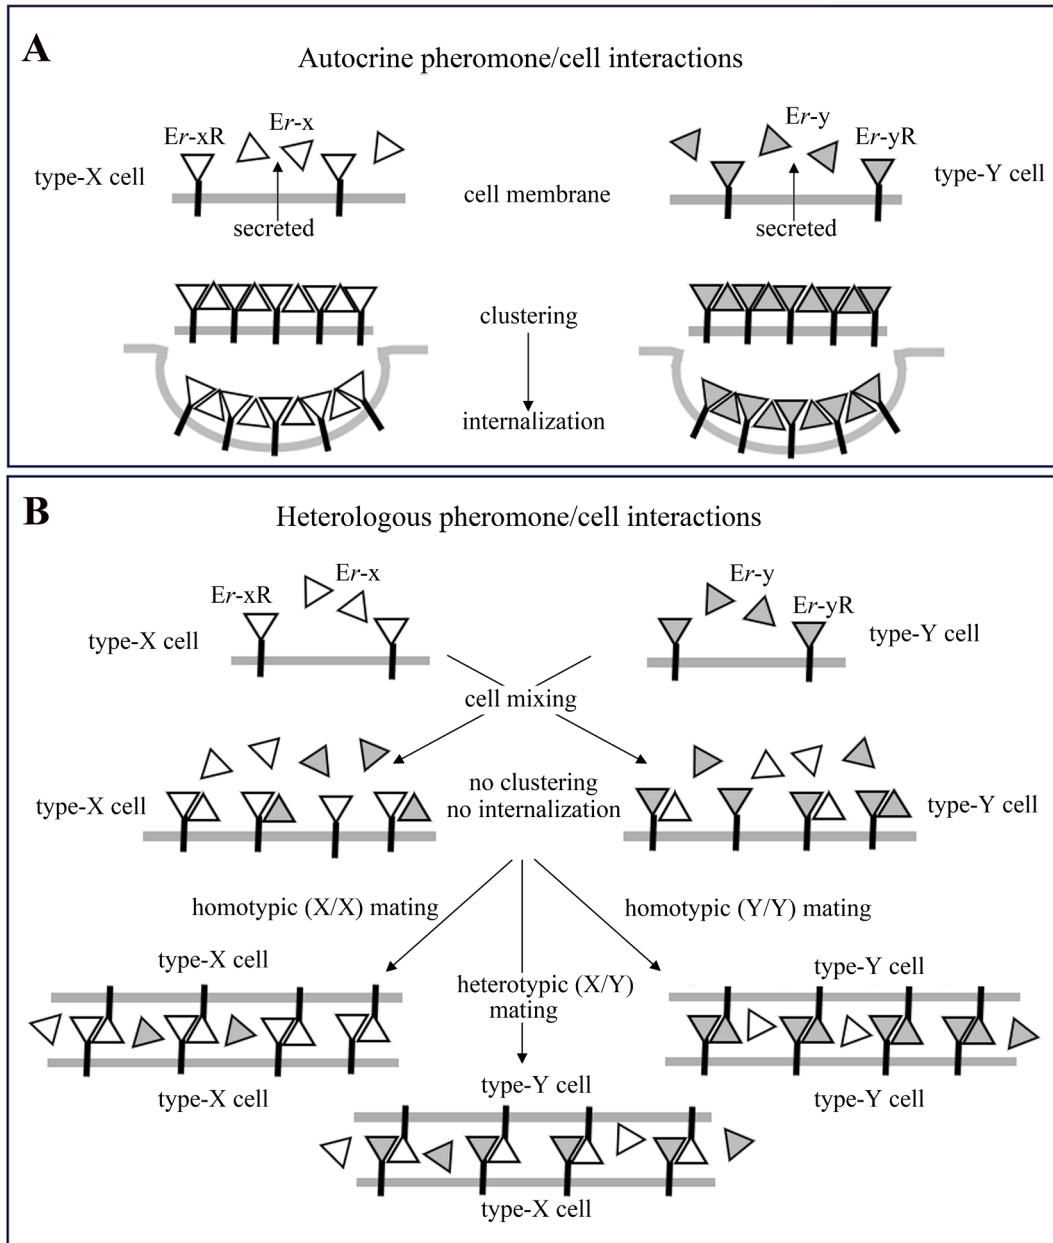 A
Autocrine pheromone/cell interactions
Er-xR
Er-x
type-X cell
secreted
cell membrane
Er-y
Er-yR
type-Y cell
secreted
clustering
internalization
B
Heterologous pheromone/cell interactions
Er-xR
Er-x
type-X cell
Er-y
Er-yR
type-Y cell
cell mixing
type-X cell
no clustering
no internalization
type-Y cell
homotypic (X/X) mating
homotypic (Y/Y) mating
type-X cell
type-X cell
heterotypic (X/Y)
mating
type-Y cell
type-Y cell
type-Y cell
type-X cell